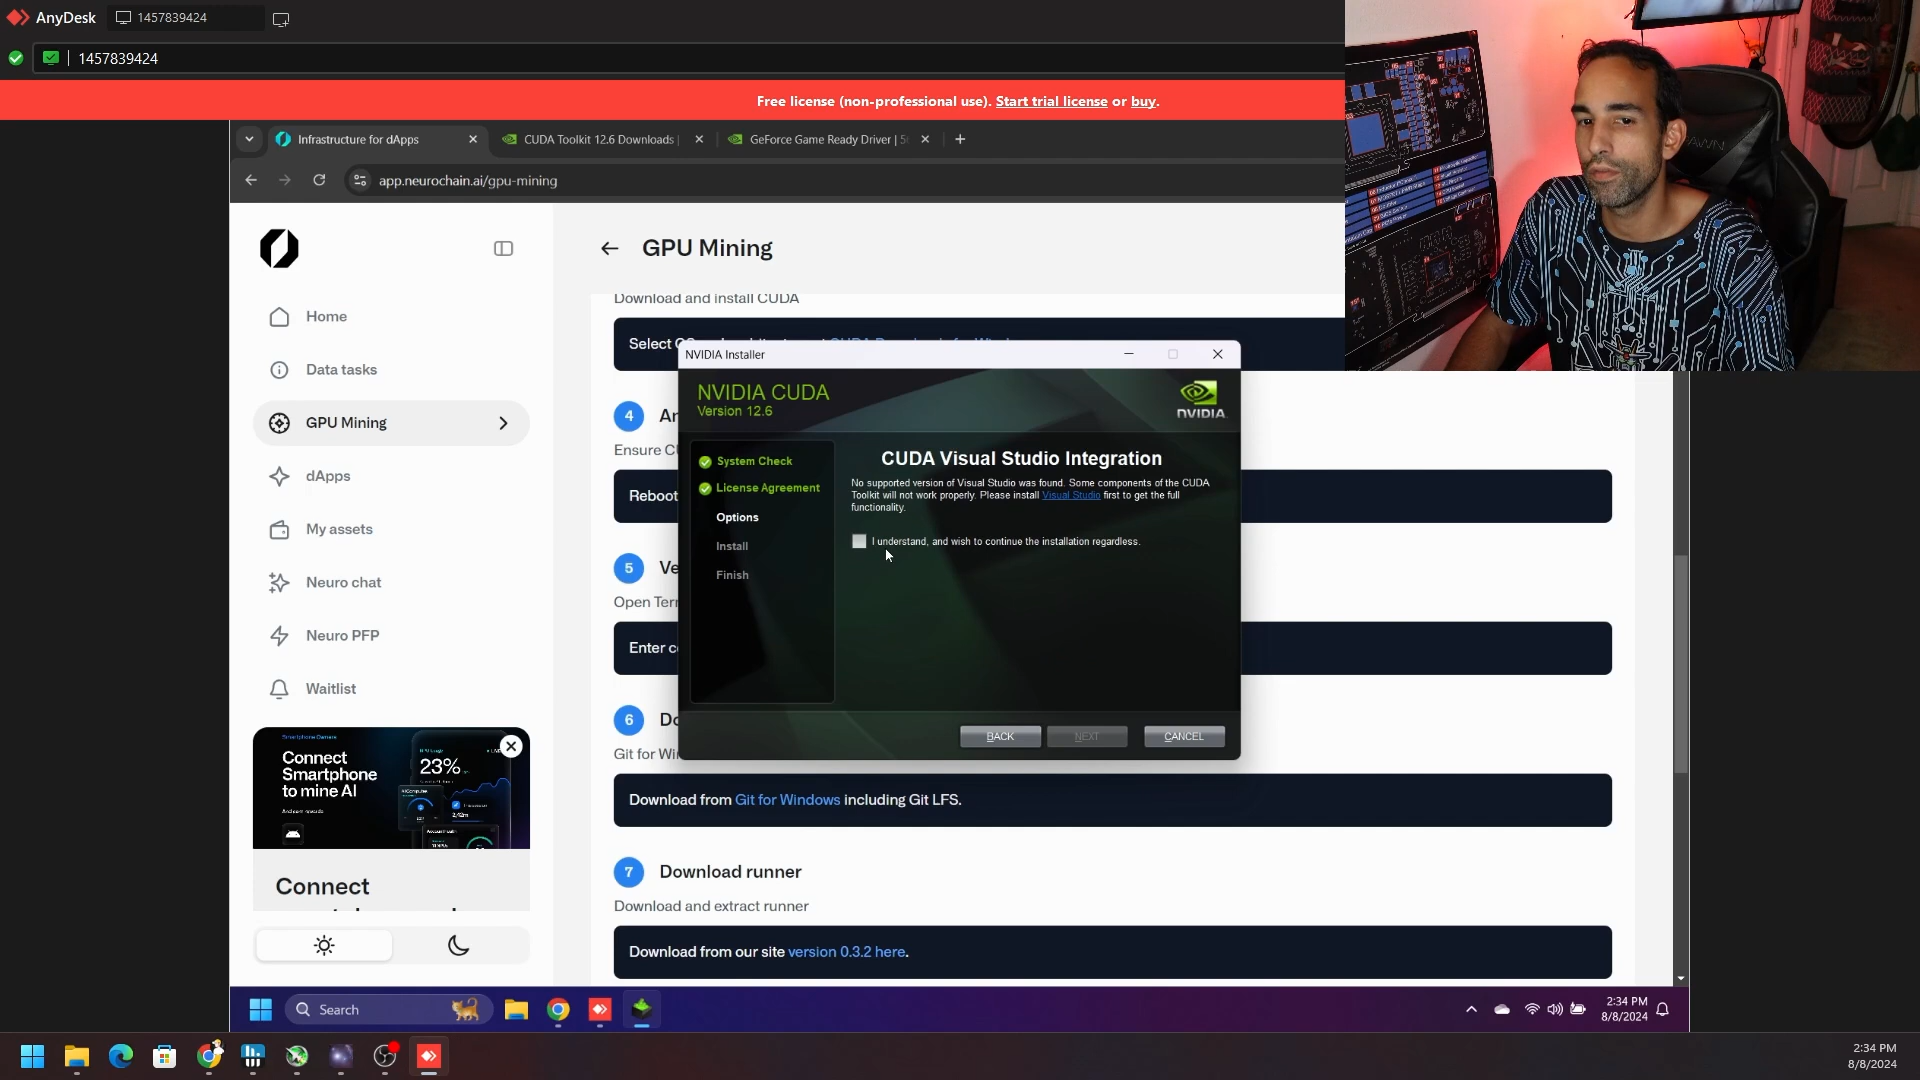 AnyDesk
1457839424
1457839424
Free license (non-professional use). Start trial license or buy.
Infrastructure for dApps
CUDA Toolkit 12.6 Downloads |
GeForce Game Ready Driver | 5
app.neurochain.ai/gpu-mining
GPU Mining
Home
Data tasks
GPU Mining
dApps
My assets
Neuro chat
Neuro PFP
Waitlist
Connect
Smartphone
to mine AI
23%
Connect
Download and install CUDA
Select
4
Ensure
Reboot
5
Open
Enter
6
Git for
Download from Git for Windows including Git LFS.
7 Download runner
Download and extract runner
Download from our site version 0.3.2 here.
NVIDIA Installer
NVIDIA CUDA
Version 12.6
NVIDIA.
System Check
License Agreement
Options
Install
Finish
CUDA Visual Studio Integration
No supported version of Visual Studio was found. Some components of the CUDA
Toolkit will not work properly. Please install Visual Studio first to get the full
functionality.
I understand, and wish to continue the installation regardless.
BACK
NEXT
CANCEL
Search
2:34 PM
8/8/2024
2:34 PM
8/8/2024